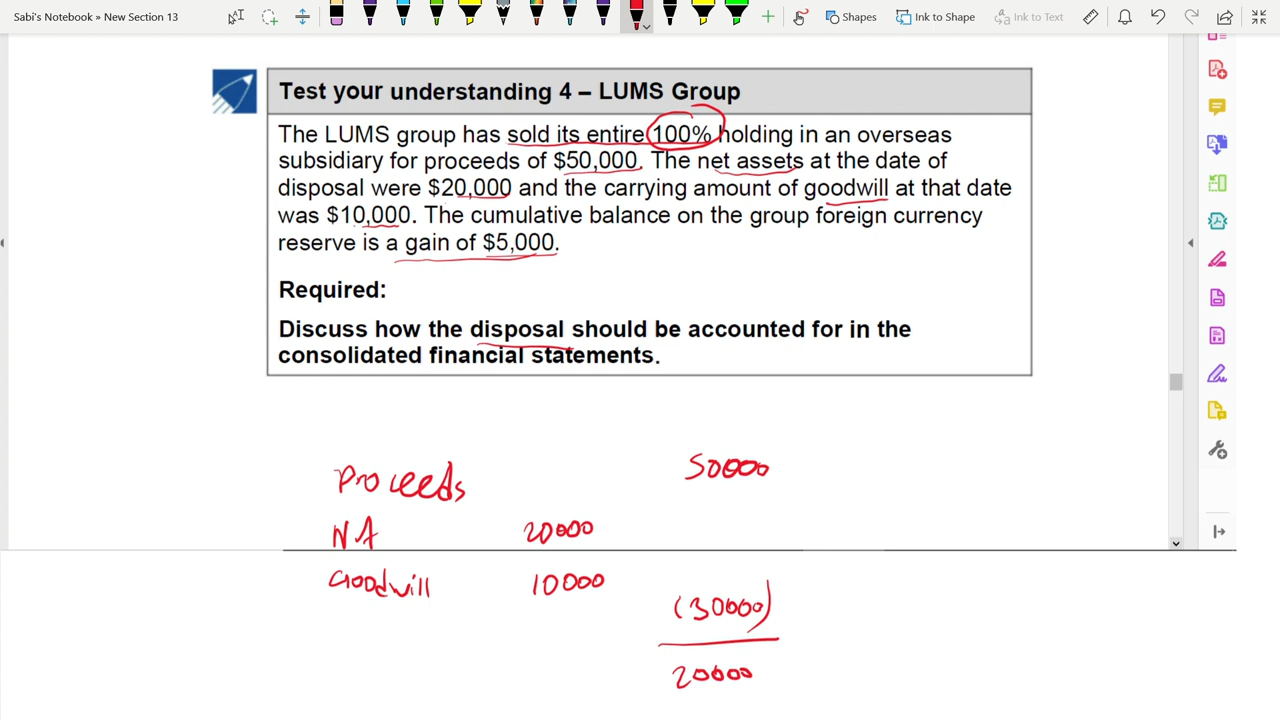 Sabi's Notebook » New Section 13
Shapes
Ink to Shape
Ink to Text
Test your understanding 4 – LUMS Group
The LUMS group has sold its entire 100% holding in an overseas
subsidiary for proceeds of $50,000. The net assets at the date of
disposal were $20,000 and the carrying amount of goodwill at that date
was $10,000. The cumulative balance on the group foreign currency
reserve is a gain of $5,000.
Required:
Discuss how the disposal should be accounted for in the
consolidated financial statements.
Proceeds 50000
NA 20000
Goodwill 10000
(30000)
20000